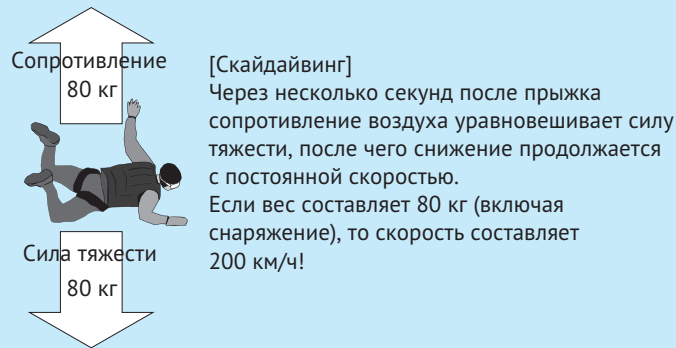 Сопротивление
80 кг
[Скайдайвинг]
Через несколько секунд после прыжка
сопротивление воздуха уравновешивает силу
тяжести, после чего снижение продолжается
с постоянной скоростью.
Если вес составляет 80 кг (включая
снаряжение), то скорость составляет
200 км/ч!
Сила тяжести
80 кг